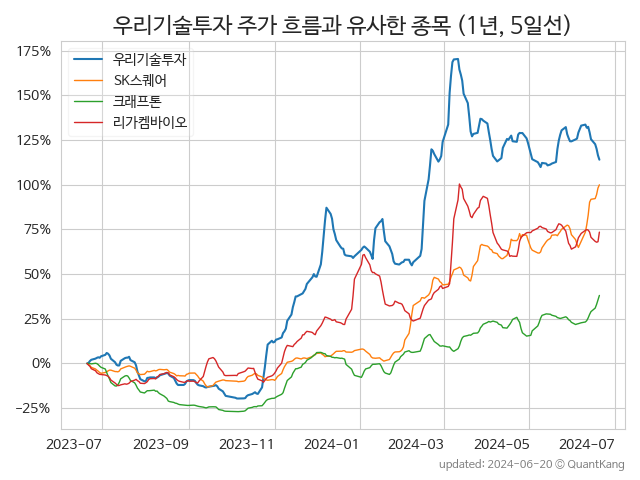 우리기술투자 주가 흐름과 유사한 종목 (1년, 5일선)
우리기술투자
SK스퀘어
크래프톤
리가켐바이오
175%
150%
125%
100%
75%
50%
25%
0%
−25%
2023-07 2023-09 2023-11 2024-01 2024-03 2024-05 2024-07
updated: 2024-06-20 © QuantKang